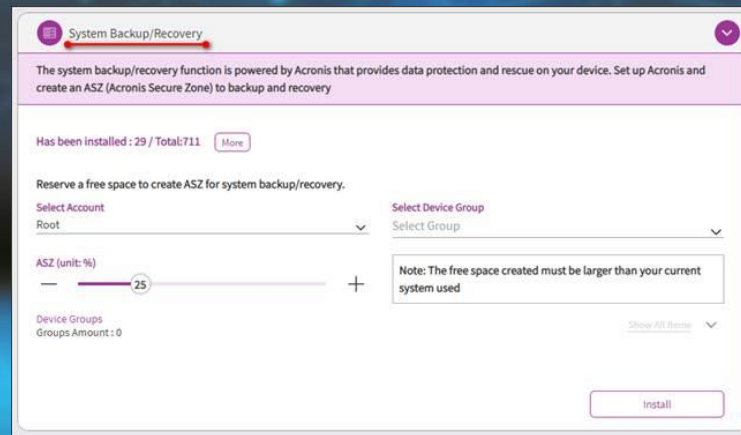 System Backup/Recovery
The system backup/recovery function is powered by Acronis that provides data protection and rescue on your device. Set up Acronis and
create an ASZ (Acronis Secure Zone) to backup and recovery
Has been installed : 29 / Total:711 More
Reserve a free space to create ASZ for system backup/recovery.
Select Account
Root
Select Device Group
Select Group
ASZ (unit: %)
25
Note: The free space created must be larger than your current
system used
Device Groups
Groups Amount : 0
Show All Items
Install